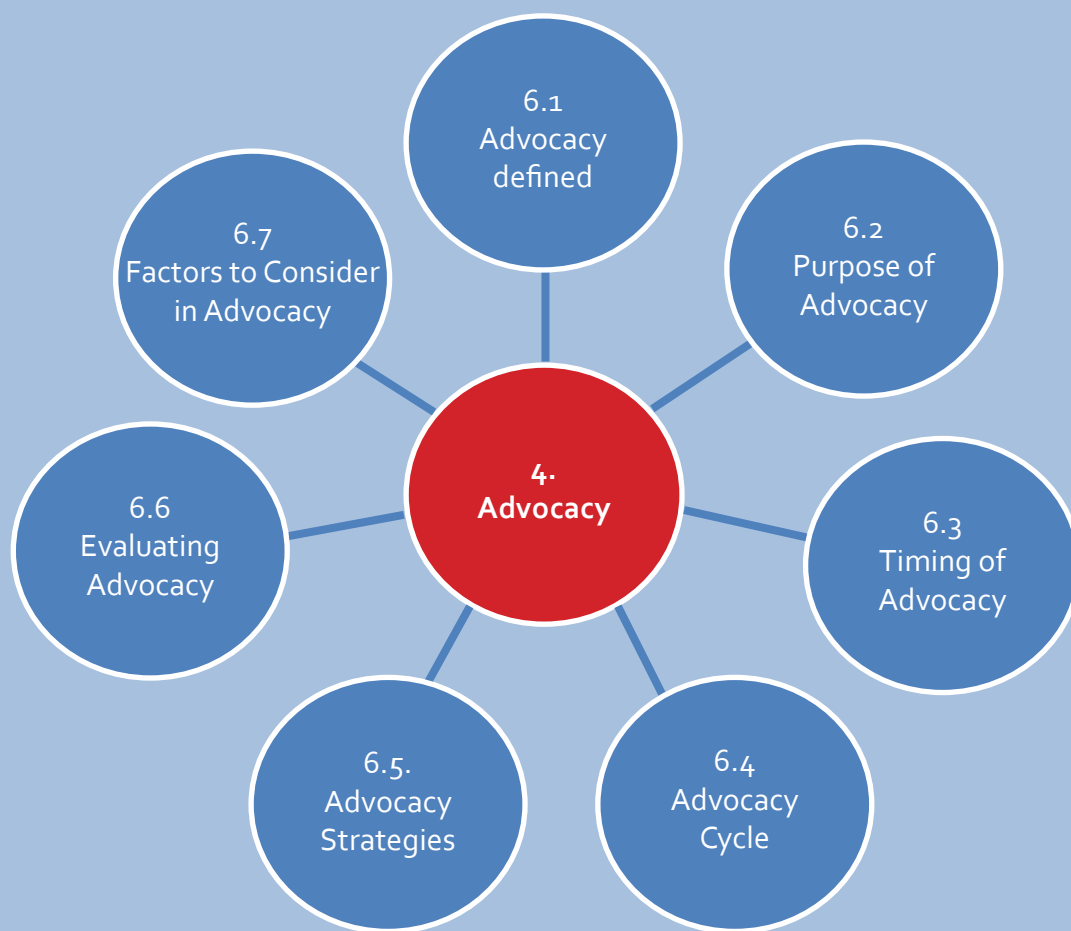 6.1
Advocacy
defined
6.2
Purpose of
Advocacy
6.3
Timing of
Advocacy
6.4
Advocacy
Cycle
6.5.
Advocacy
Strategies
6.6
Evaluating
Advocacy
6.7
Factors to Consider
in Advocacy
4.
Advocacy